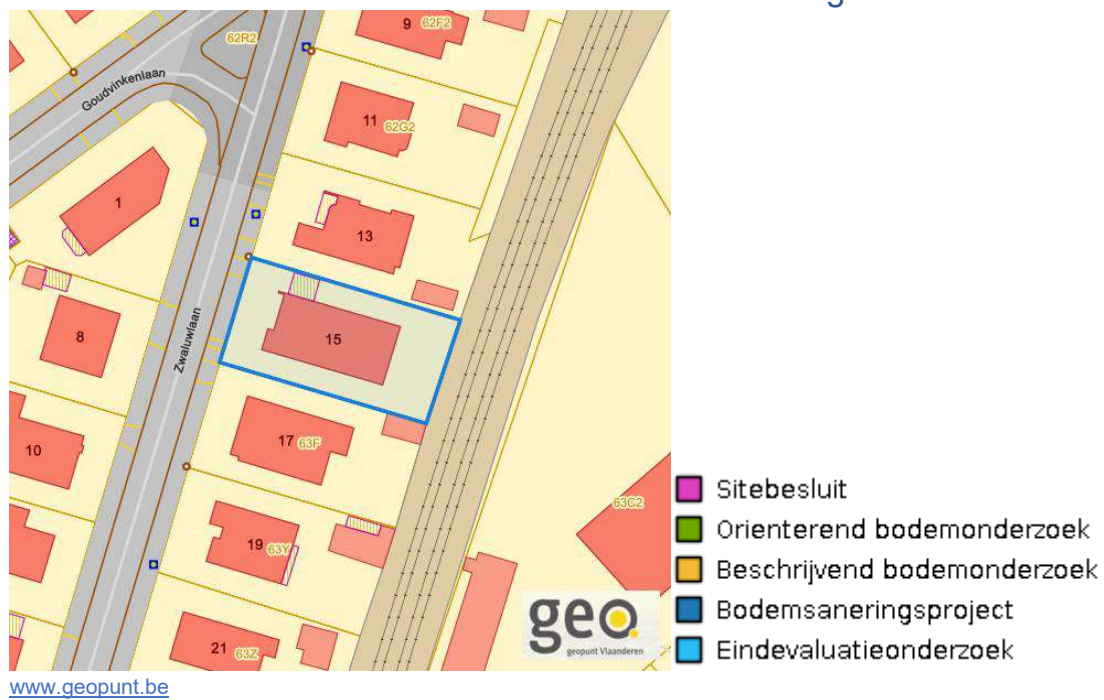 9 62F2
62R2
Goudvinkenlaan
11 62G2
1
13
15
8
Zwaluwlaan
17 63F
10
63C2
19 63Y
21 63Z
geo.
geopunt Vlaanderen
Sitebesluit
Orienterend bodemonderzoek
Beschrijvend bodemonderzoek
Bodemsaneringsproject
Eindevaluatieonderzoek
www.geopunt.be